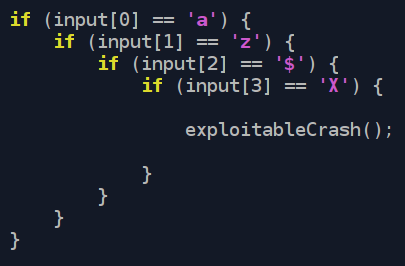 if (input[0] == 'a') {
    if (input[1] == 'z') {
        if (input[2] == '$') {
            if (input[3] == 'X') {
                exploitableCrash();
            }
        }
    }
}